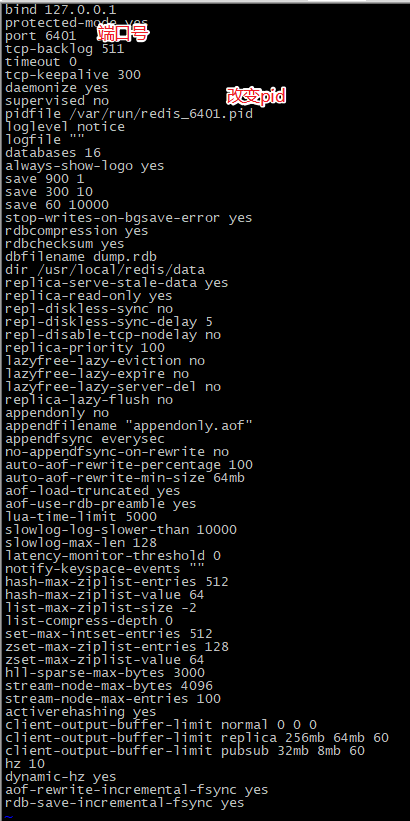 bind 127.0.0.1
protected-mode yes
port 6401 端口号
tcp-backlog 511
timeout 0
tcp-keepalive 300
daemonize yes
supervised no 改变pid
pidfile /var/run/redis_6401.pid
loglevel notice
logfile ""
databases 16
always-show-logo yes
save 900 1
save 300 10
save 60 10000
stop-writes-on-bgsave-error yes
rdbcompression yes
rdbchecksum yes
dbfilename dump.rdb
dir /usr/local/redis/data
replica-serve-stale-data yes
replica-read-only yes
repl-diskless-sync no
repl-diskless-sync-delay 5
repl-disable-tcp-nodelay no
replica-priority 100
lazyfree-lazy-eviction no
lazyfree-lazy-expire no
lazyfree-lazy-server-del no
replica-lazy-flush no
appendonly no
appendfilename "appendonly.aof"
appendfsync everysec
no-appendfsync-on-rewrite no
auto-aof-rewrite-percentage 100
auto-aof-rewrite-min-size 64mb
aof-load-truncated yes
aof-use-rdb-preamble yes
lua-time-limit 5000
slowlog-log-slower-than 10000
slowlog-max-len 128
latency-monitor-threshold 0
notify-keyspace-events ""
hash-max-ziplist-entries 512
hash-max-ziplist-value 64
list-max-ziplist-size -2
list-compress-depth 0
set-max-intset-entries 512
zset-max-ziplist-entries 128
zset-max-ziplist-value 64
hll-sparse-max-bytes 3000
stream-node-max-bytes 4096
stream-node-max-entries 100
activerehashing yes
client-output-buffer-limit normal 0 0 0
client-output-buffer-limit replica 256mb 64mb 60
client-output-buffer-limit pubsub 32mb 8mb 60
hz 10
dynamic-hz yes
aof-rewrite-incremental-fsync yes
rdb-save-incremental-fsync yes
~